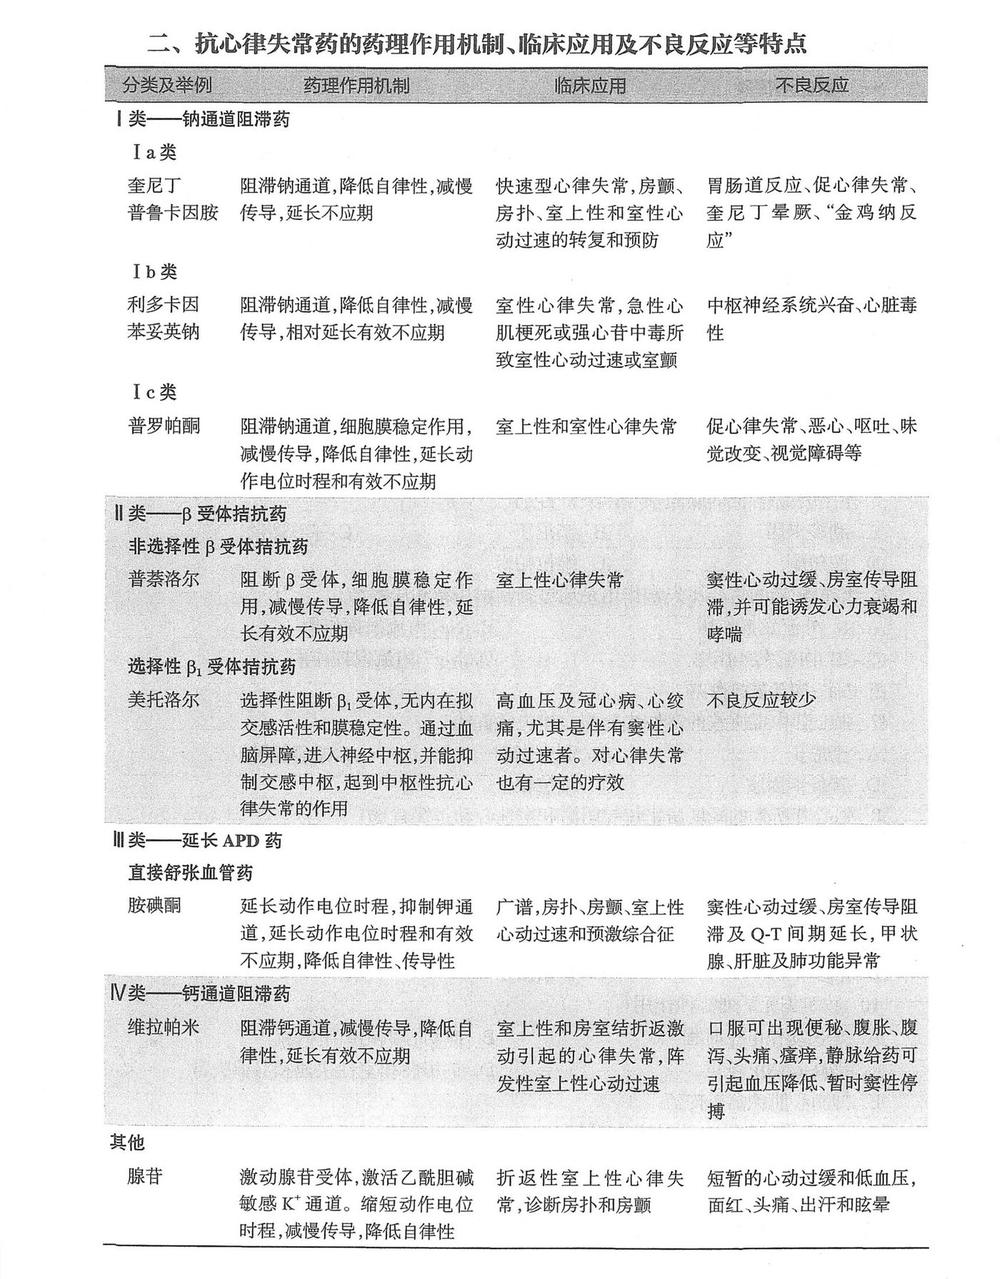 二、抗心律失常药的药理作用机制、临床应用及不良反应等特点
分类及举例 药理作用机制 临床应用 不良反应
Ⅰ类——钠通道阻滞药
Ⅰa类
奎尼丁 阻滞钠通道,降低自律性,减慢 快速型心律失常,房颤、 胃肠道反应、促心律失常、
普鲁卡因胺 传导,延长不应期 房扑、室上性和室性心 奎尼丁晕厥、“金鸡纳反
动过速的转复和预防 应”
Ⅰb类
利多卡因 阻滞钠通道,降低自律性,减慢 室性心律失常,急性心 中枢神经系统兴奋、心脏毒
苯妥英钠 传导,相对延长有效不应期 肌梗死或强心苷中毒所 性
致室性心动过速或室颤
Ⅰc类
普罗帕酮 阻滞钠通道,细胞膜稳定作用, 室上性和室性心律失常 促心律失常、恶心、呕吐、味
减慢传导,降低自律性,延长动 觉改变、视觉障碍等
作电位时程和有效不应期
Ⅱ类——β受体拮抗药
非选择性β受体拮抗药
普萘洛尔 阻断β受体,细胞膜稳定作 室上性心律失常 窦性心动过缓、房室传导阻
用,减慢传导,降低自律性,延 滞,并可能诱发心力衰竭和
长有效不应期 哮喘
选择性β₁受体拮抗药
美托洛尔 选择性阻断β₁受体,无内在拟 高血压及冠心病、心绞 不良反应较少
交感活性和膜稳定性。通过血 痛,尤其是伴有窦性心
脑屏障,进入神经中枢,并能抑 动过速者。对心律失常
制交感中枢,起到中枢性抗心 也有一定的疗效
律失常的作用
Ⅲ类——延长APD药
直接舒张血管药
胺碘酮 延长动作电位时程,抑制钾通 广谱,房扑、房颤、室上性 窦性心动过缓、房室传导阻
道,延长动作电位时程和有效 心动过速和预激综合征 滞及Q-T间期延长,甲状
不应期,降低自律性、传导性 腺、肝脏及肺功能异常
Ⅳ类——钙通道阻滞药
维拉帕米 阻滞钙通道,减慢传导,降低自 室上性和房室结折返激 口服可出现便秘、腹胀、腹
律性,延长有效不应期 动引起的心律失常,阵 泻、头痛、瘙痒,静脉给药可
发性室上性心动过速 引起血压降低、暂时窦性停
搏
其他
腺苷 激动腺苷受体,激活乙酰胆碱 折返性室上性心律失 短暂的心动过缓和低血压,
敏感K⁺通道。缩短动作电位 常,诊断房扑和房颤 面红、头痛、出汗和眩晕
时程,减慢传导,降低自律性